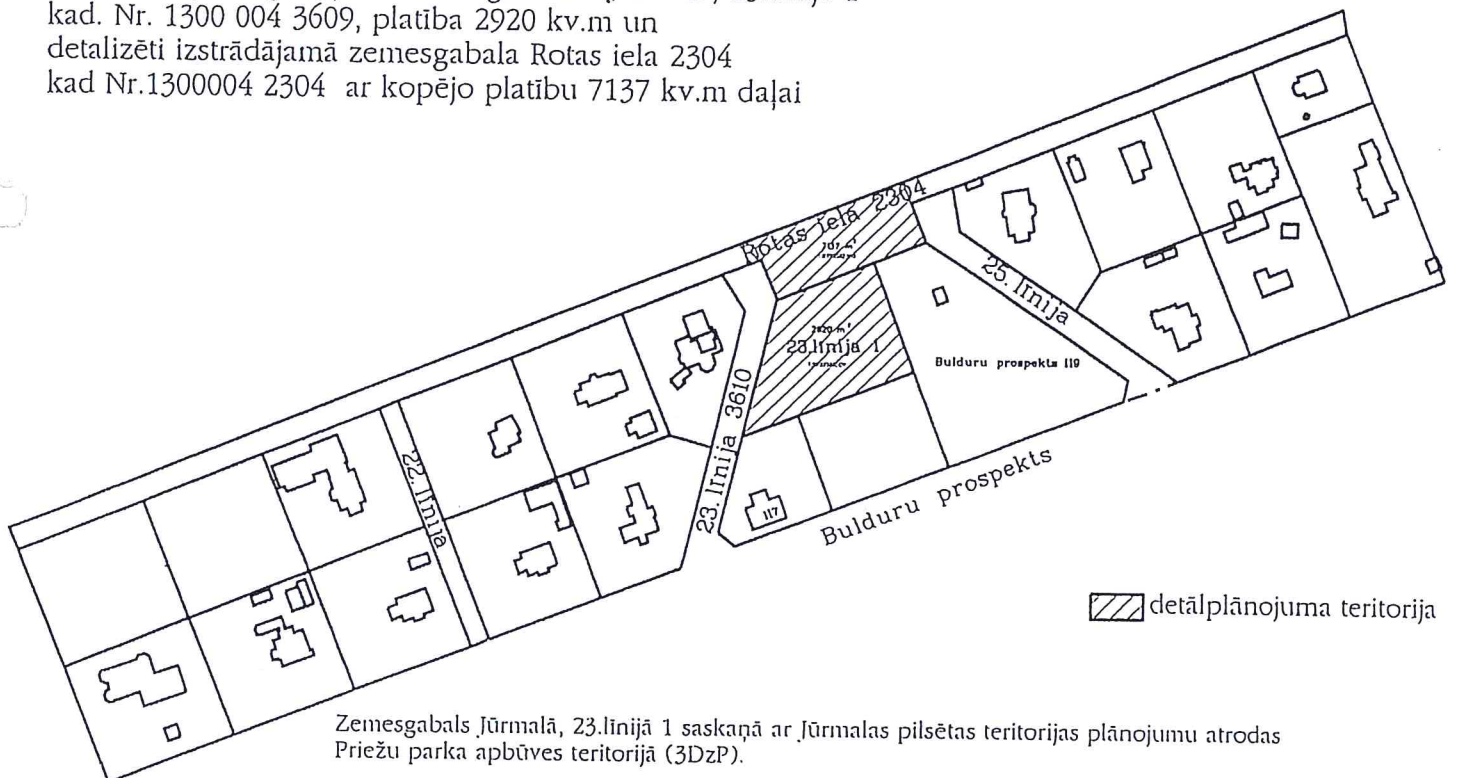 kad. Nr. 1300 004 3609, platība 2920 kv.m un
detalizēti izstrādājamā zemesgabala Rotas iela 2304
kad Nr.1300004 2304 ar kopējo platību 7137 kv.m daļai
Rotas iela 2304
25. līnija
2920 m²
23.līnija 1
Bulduru prospekts 119
23. līnija 3610
22. līnija
117
Bulduru prospekts
detālplānojuma teritorija
Zemesgabals Jūrmalā, 23.līnijā 1 saskaņā ar Jūrmalas pilsētas teritorijas plānojumu atrodas
Priežu parka apbūves teritorijā (3DzP).